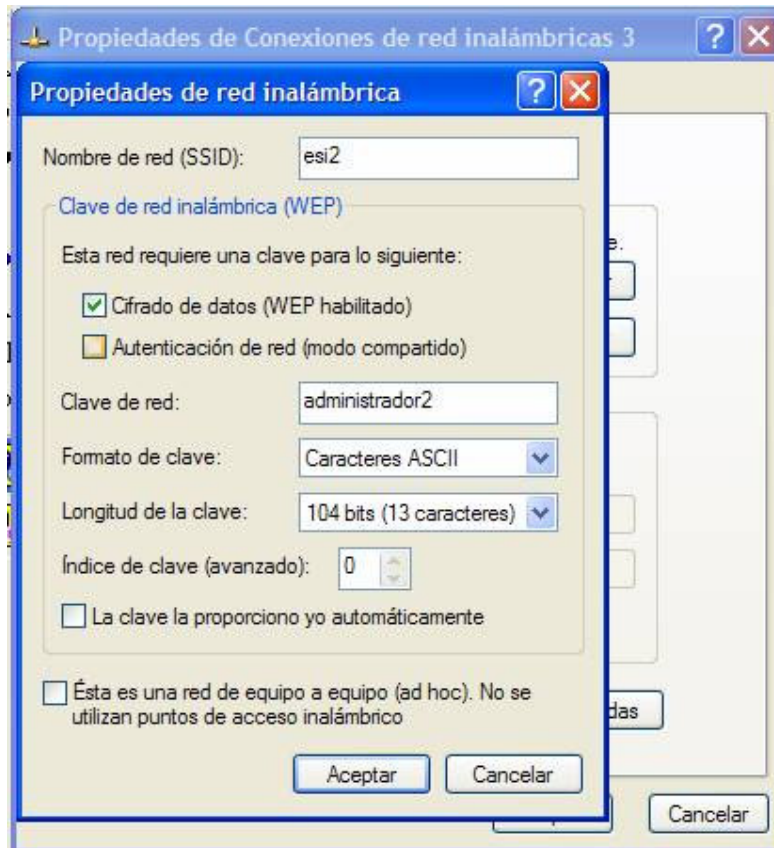 Propiedades de Conexiones de red inalámbricas 3
Propiedades de red inalámbrica
Nombre de red (SSID): esi2
Clave de red inalámbrica (WEP)
Esta red requiere una clave para lo siguiente:
Cifrado de datos (WEP habilitado)
Autenticación de red (modo compartido)
Clave de red: administrador2
Formato de clave: Caracteres ASCII
Longitud de la clave: 104 bits (13 caracteres)
Índice de clave (avanzado): 0
La clave la proporciono yo automáticamente
Ésta es una red de equipo a equipo (ad hoc). No se
utilizan puntos de acceso inalámbrico
Aceptar Cancelar
Cancelar